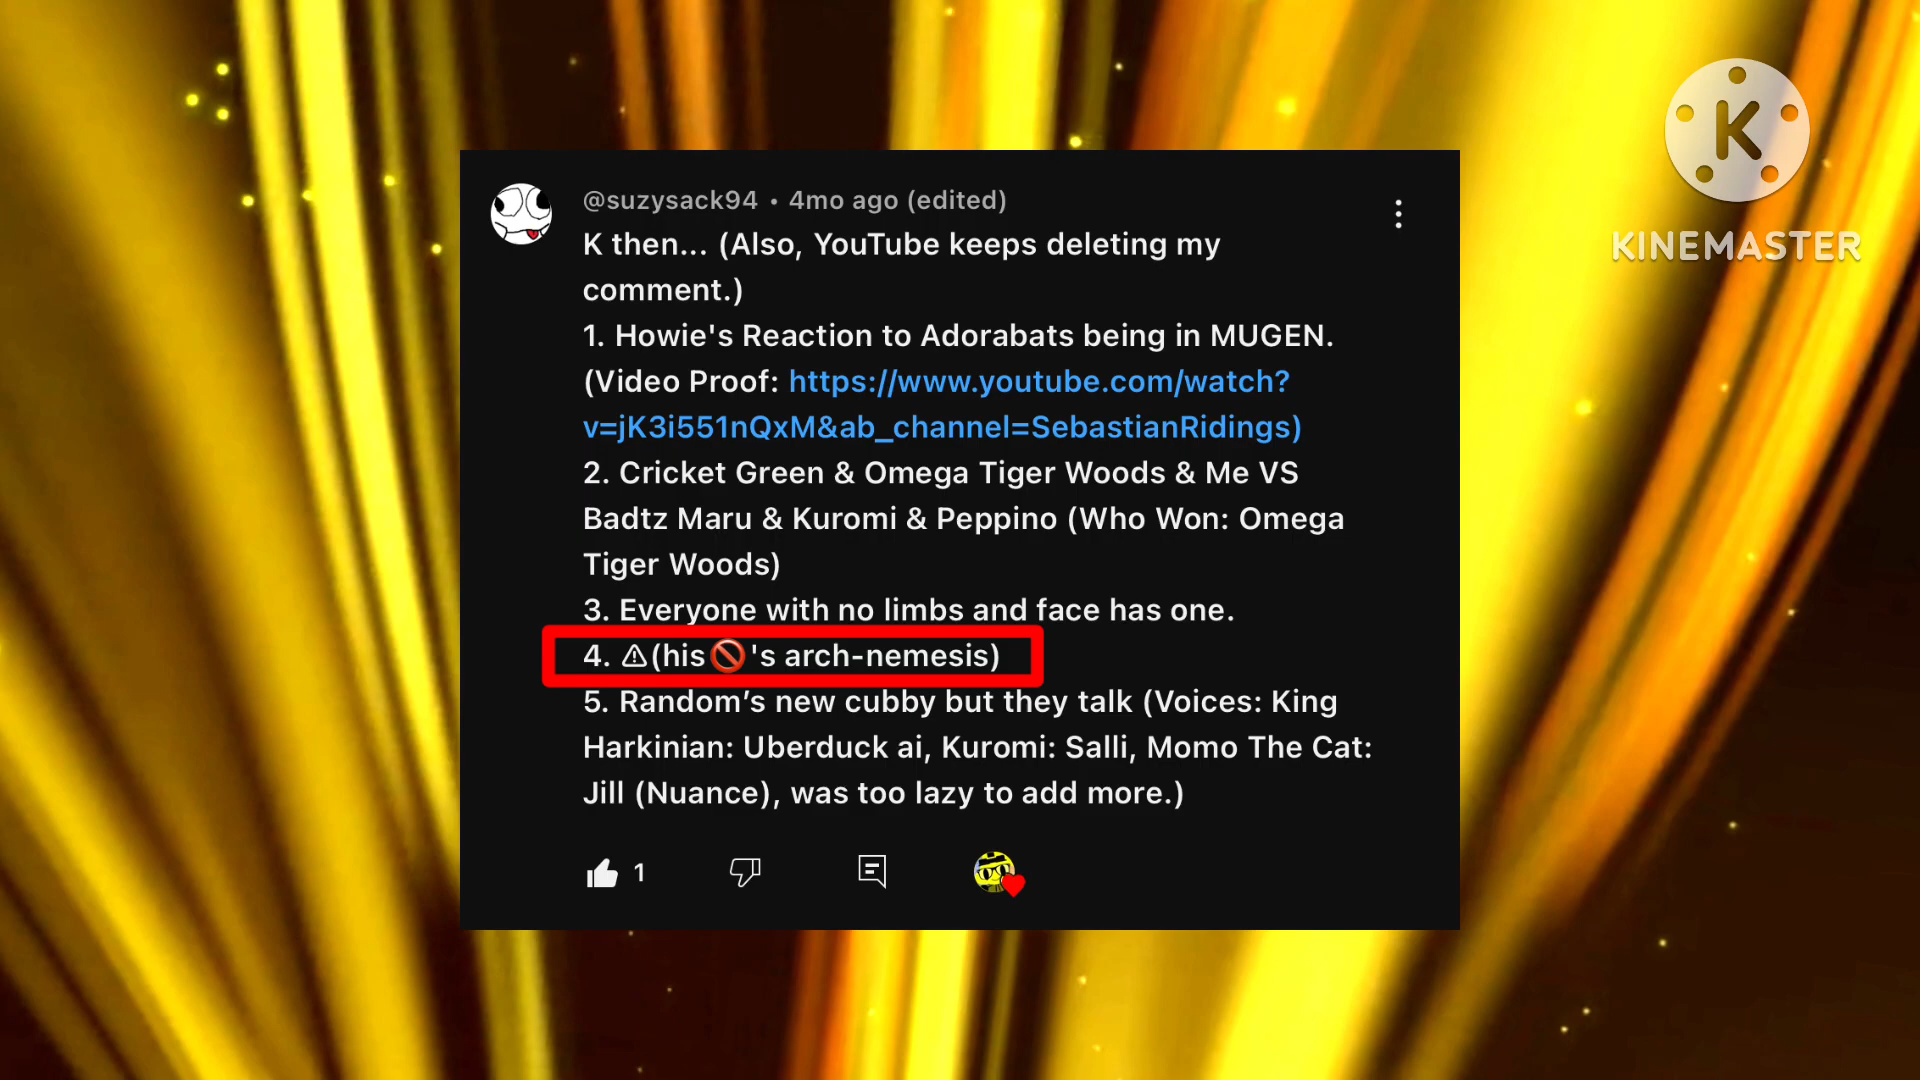 @suzysack94 • 4mo ago (edited)
K then... (Also, YouTube keeps deleting my
comment.)
1. Howie's Reaction to Adorabats being in MUGEN.
(Video Proof: https://www.youtube.com/watch?
v=jK3i551nQxM&ab_channel=SebastianRidings)
2. Cricket Green & Omega Tiger Woods & Me VS
Badtz Maru & Kuromi & Peppino (Who Won: Omega
Tiger Woods)
3. Everyone with no limbs and face has one.
4. ⚠(his🚫's arch-nemesis)
5. Random’s new cubby but they talk (Voices: King
Harkinian: Uberduck ai, Kuromi: Salli, Momo The Cat:
Jill (Nuance), was too lazy to add more.)
1
K
KINEMASTER